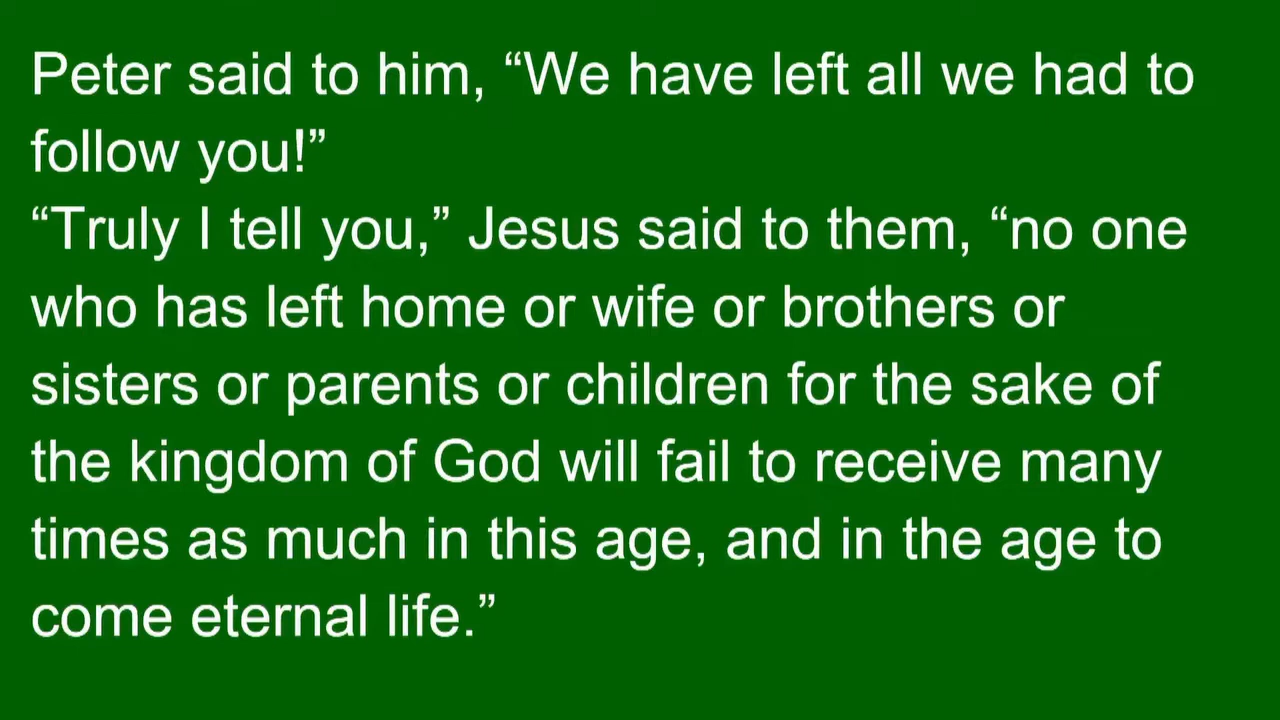 Peter said to him, “We have left all we had to
follow you!”
“Truly I tell you,” Jesus said to them, “no one
who has left home or wife or brothers or
sisters or parents or children for the sake of
the kingdom of God will fail to receive many
times as much in this age, and in the age to
come eternal life.”